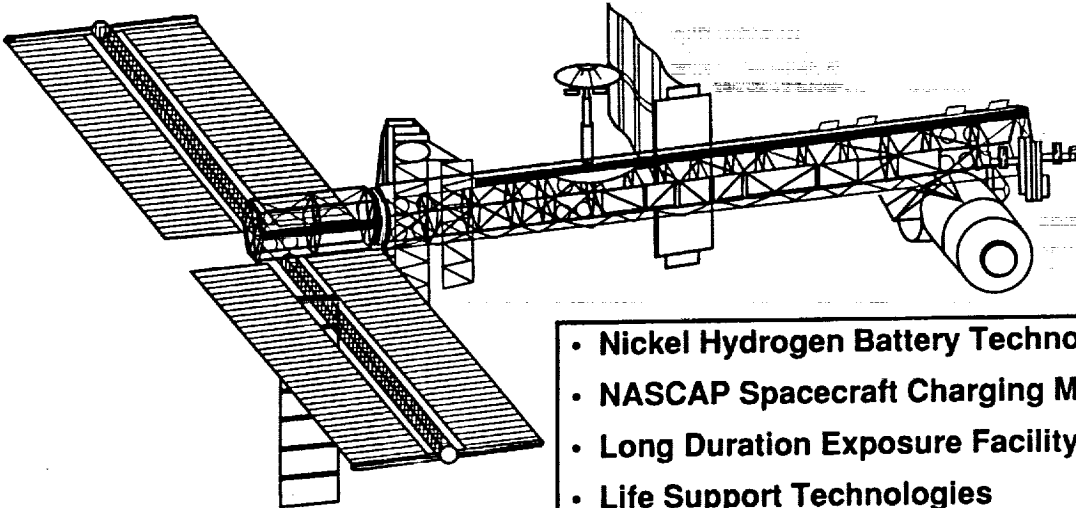 • Nickel Hydrogen Battery Techno
• NASCAP Spacecraft Charging M
• Long Duration Exposure Facility
• Life Support Technologies